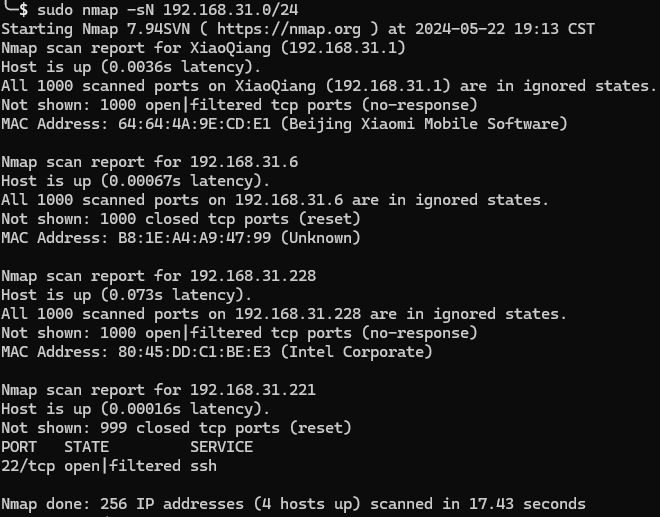 └─$ sudo nmap -sN 192.168.31.0/24
Starting Nmap 7.94SVN ( https://nmap.org ) at 2024-05-22 19:13 CST
Nmap scan report for XiaoQiang (192.168.31.1)
Host is up (0.0036s latency).
All 1000 scanned ports on XiaoQiang (192.168.31.1) are in ignored states.
Not shown: 1000 open|filtered tcp ports (no-response)
MAC Address: 64:64:4A:9E:CD:E1 (Beijing Xiaomi Mobile Software)

Nmap scan report for 192.168.31.6
Host is up (0.00067s latency).
All 1000 scanned ports on 192.168.31.6 are in ignored states.
Not shown: 1000 closed tcp ports (reset)
MAC Address: B8:1E:A4:A9:47:99 (Unknown)

Nmap scan report for 192.168.31.228
Host is up (0.073s latency).
All 1000 scanned ports on 192.168.31.228 are in ignored states.
Not shown: 1000 open|filtered tcp ports (no-response)
MAC Address: 80:45:DD:C1:BE:E3 (Intel Corporate)

Nmap scan report for 192.168.31.221
Host is up (0.00016s latency).
Not shown: 999 closed tcp ports (reset)
PORT   STATE         SERVICE
22/tcp open|filtered ssh

Nmap done: 256 IP addresses (4 hosts up) scanned in 17.43 seconds